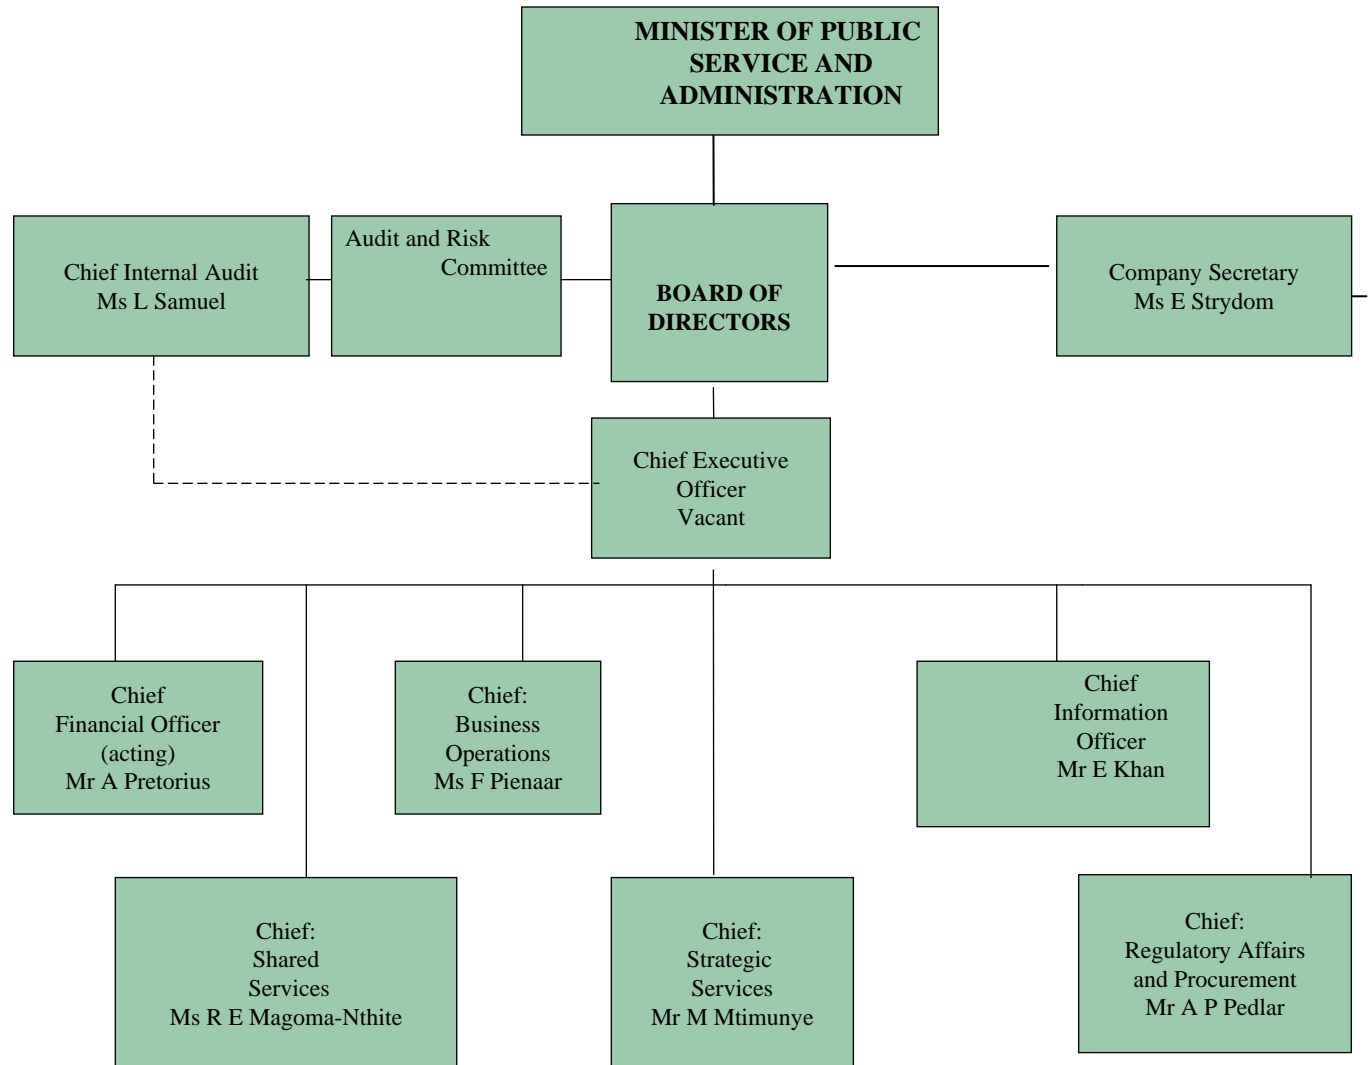 MINISTER OF PUBLIC
SERVICE AND
ADMINISTRATION
Chief Internal Audit
Ms L Samuel
Audit and Risk
Committee
BOARD OF
DIRECTORS
Company Secretary
Ms E Strydom
Chief Executive
Officer
Vacant
Chief
Financial Officer
(acting)
Mr A Pretorius
Chief:
Business
Operations
Ms F Pienaar
Chief
Information
Officer
Mr E Khan
Chief:
Shared
Services
Ms R E Magoma-Nthite
Chief:
Strategic
Services
Mr M Mtimunye
Chief:
Regulatory Affairs
and Procurement
Mr A P Pedlar